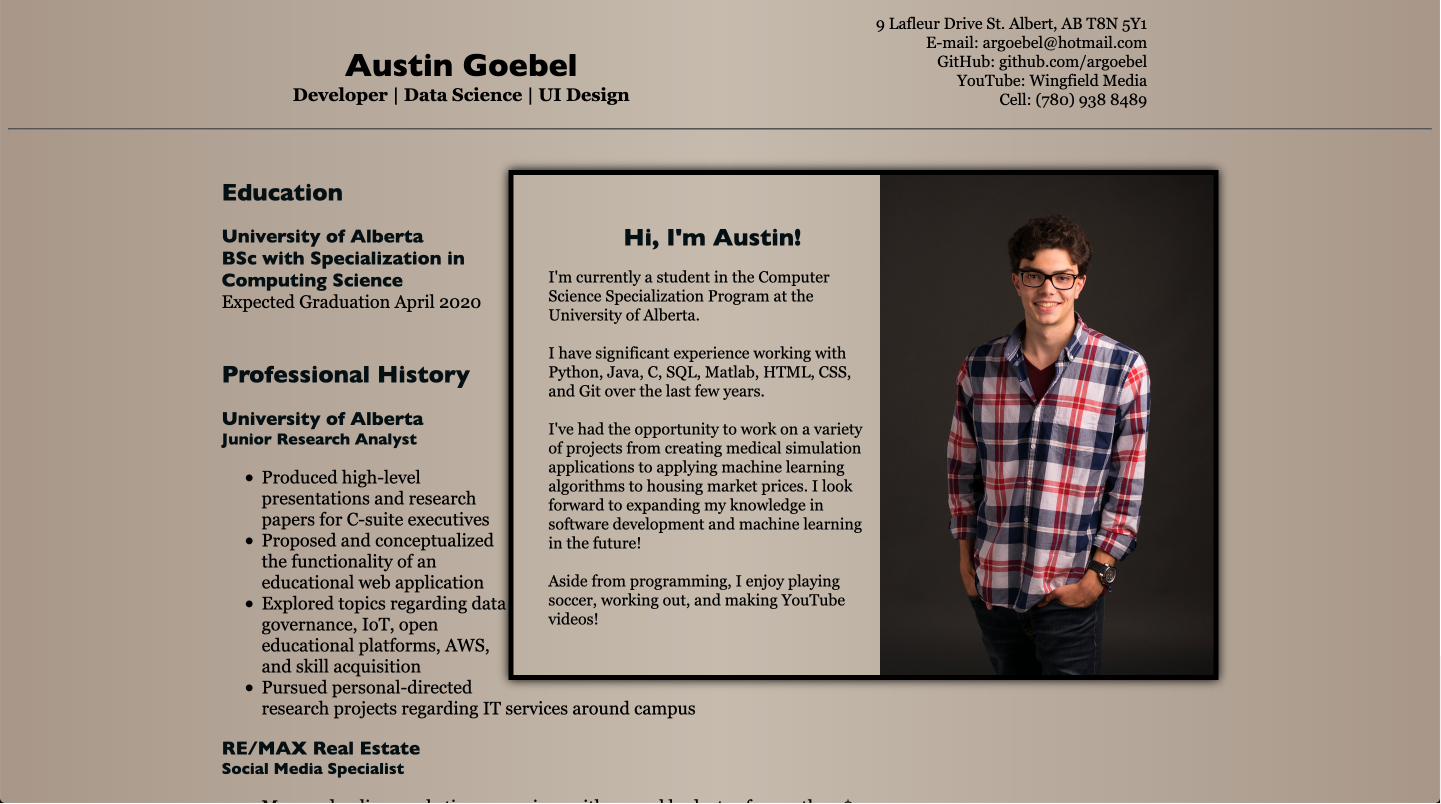 Austin Goebel
Developer | Data Science | UI Design
9 Lafleur Drive St. Albert, AB T8N 5Y1
E-mail: argoebel@hotmail.com
GitHub: github.com/argoebel
YouTube: Wingfield Media
Cell: (780) 938 8489
Education
University of Alberta
BSc with Specialization in
Computing Science
Expected Graduation April 2020
Professional History
University of Alberta
Junior Research Analyst
• Produced high-level
presentations and research
papers for C-suite executives
• Proposed and conceptualized
the functionality of an
educational web application
• Explored topics regarding data
governance, IoT, open
educational platforms, AWS,
and skill acquisition
• Pursued personal-directed
research projects regarding IT services around campus
RE/MAX Real Estate
Social Media Specialist
Hi, I'm Austin!
I'm currently a student in the Computer
Science Specialization Program at the
University of Alberta.
I have significant experience working with
Python, Java, C, SQL, Matlab, HTML, CSS,
and Git over the last few years.
I've had the opportunity to work on a variety
of projects from creating medical simulation
applications to applying machine learning
algorithms to housing market prices. I look
forward to expanding my knowledge in
software development and machine learning
in the future!
Aside from programming, I enjoy playing
soccer, working out, and making YouTube
videos!